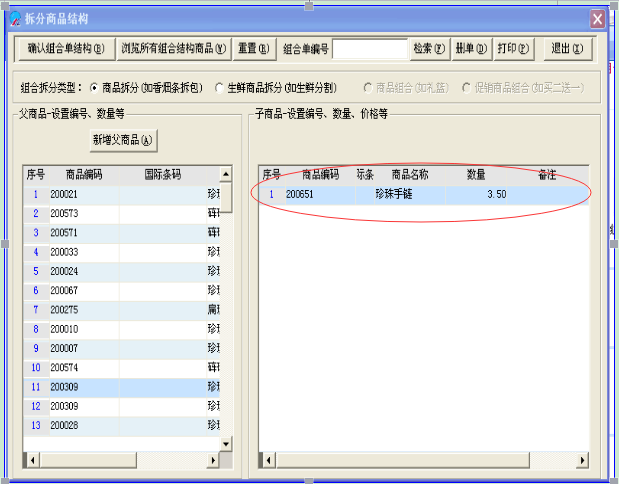 拆分商品结构
确认组合单结构(B) 浏览所有组合结构商品(V) 重置(R) 组合单编号 检索(F) 删单(D) 打印(P) 退出(X)
组合拆分类型： 商品拆分(如香烟条拆包) 生鲜商品拆分(如生鲜分割) 商品组合(如礼篮) 促销商品组合(如买二送一)
父商品-设置编号、数量等
新增父商品(A)
序号 商品编码 国际条码
1 200021 珍
2 200573
3 200571
4 200033 珍
5 200024 珍
6 200067 珍
7 200275
8 200010 珍
9 200007 珍
10 200574
11 200309 珍
12 200309 珍
13 200028 珍
子商品-设置编号、数量、价格等
序号 商品编码 际条 商品名称 数量 备注
1 200651 珍珠手链 3.50